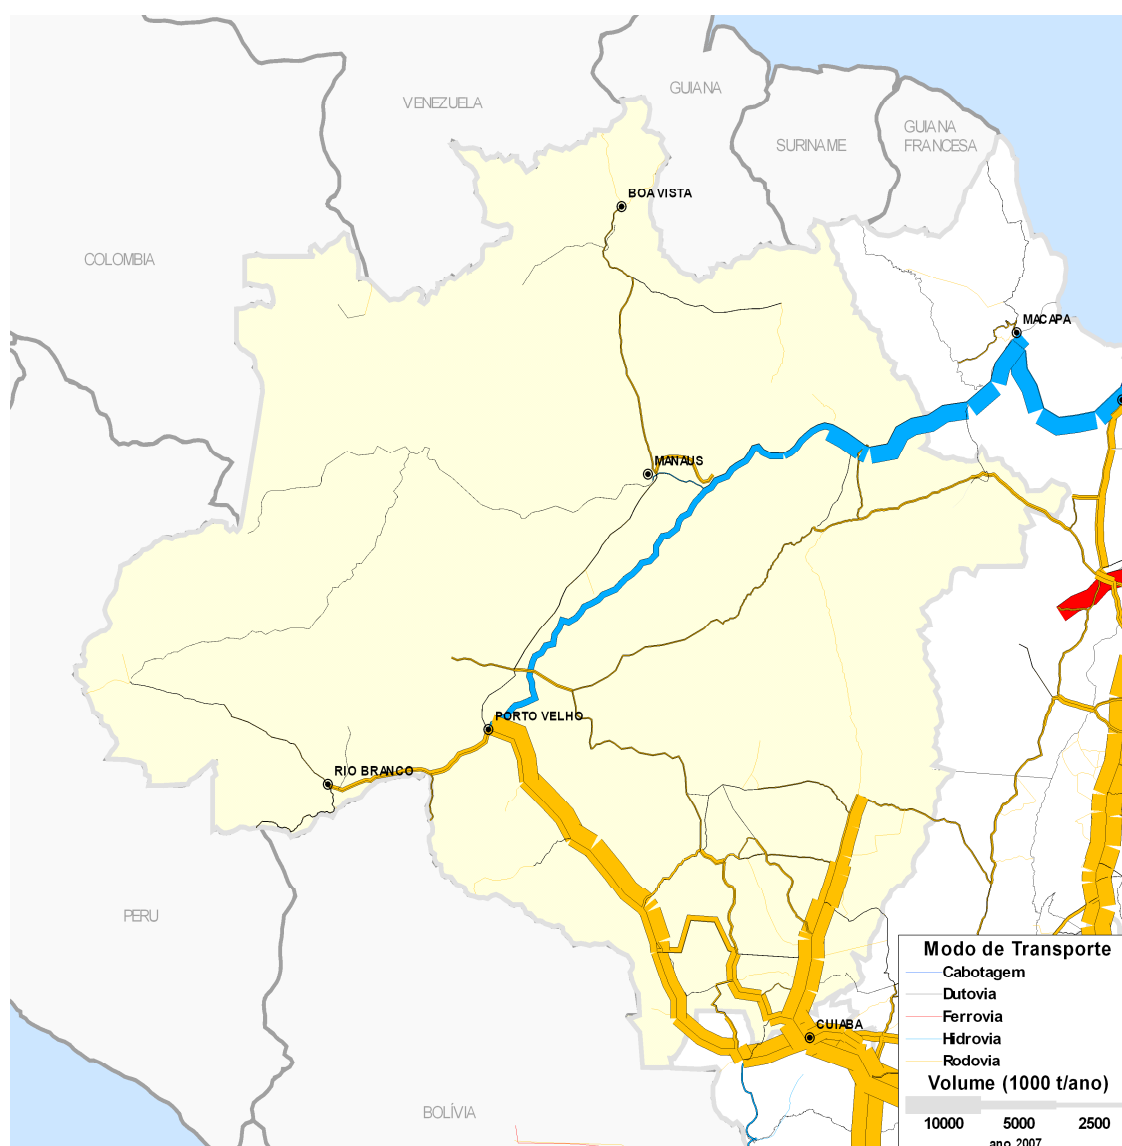 VENEZUELA
GUIANA
SURINAME
GUIANA
FRANCESA
BOA VISTA
COLOMBIA
MACAPA
MANAUS
PORTO VELHO
RIO BRANCO
PERU
CUIABA
BOLÍVIA
Modo de Transporte
Cabotagem
Dutovia
Ferrovia
Hidrovia
Rodovia
Volume (1000 t/ano)
10000 5000 2500
ano 2007